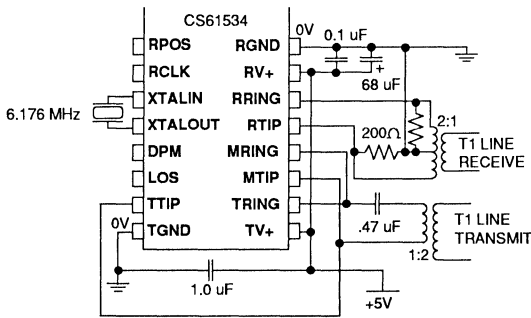 CS61534
0V
RPOS RGND
0.1 uF
RCLK RV+
+
68 uF
XTALIN RRING
6.176 MHz
2:1
XTALOUT RTIP
200Ω
T1 LINE
RECEIVE
DPM MRING
LOS MTIP
TTIP TRING
.47 uF
T1 LINE
TRANSMIT
0V
TGND TV+
1:2
1.0 uF
+5V